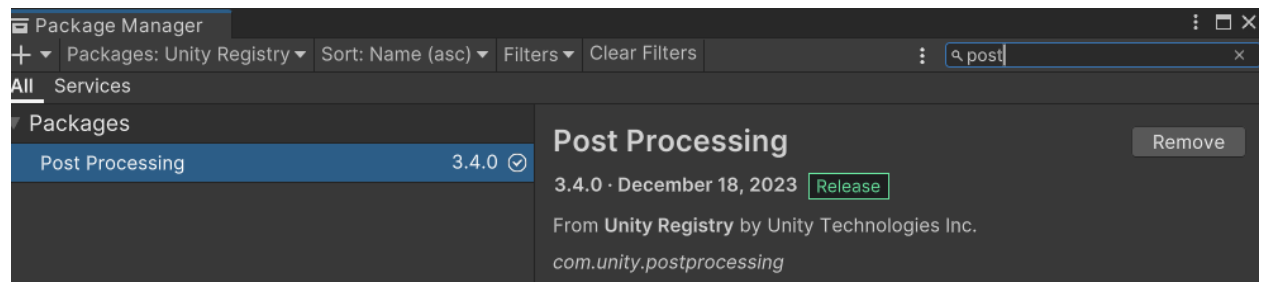 Package Manager
Packages: Unity Registry Sort: Name (asc) Filters Clear Filters post
All Services
Packages
Post Processing 3.4.0
Post Processing Remove
3.4.0 · December 18, 2023 Release
From Unity Registry by Unity Technologies Inc.
com.unity.postprocessing